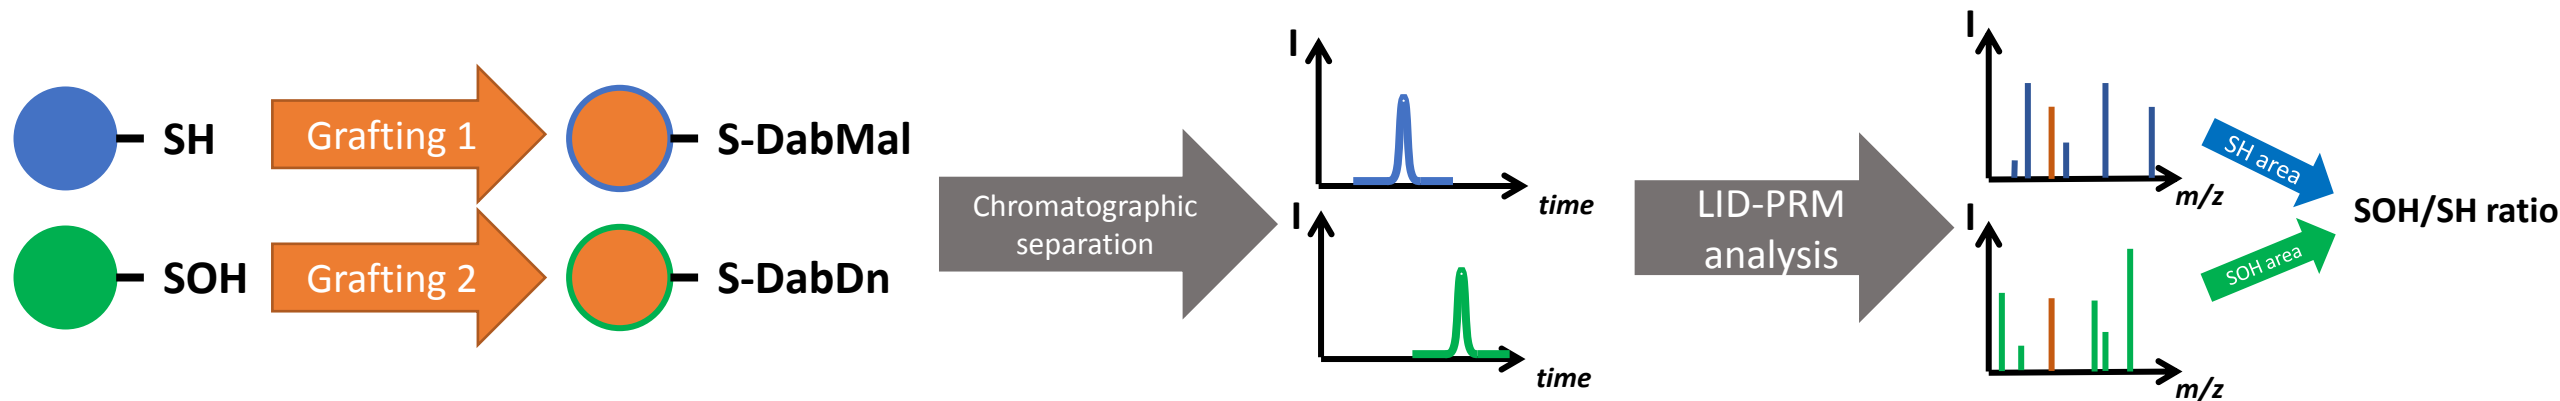 SH
Grafting 1
S-DabMal
SOH
Grafting 2
S-DabDn
Chromatographic
separation
I
time
I
time
LID-PRM
analysis
I
m/z
I
m/z
SH area
SOH area
SOH/SH ratio